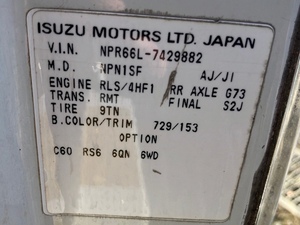 ISUZU MOTORS LTD. JAPAN
V.I.N. NPR66L-7429882
M.D. NPN1SF AJ/JI
ENGINE RLS/4HF1 RR AXLE G73
TRANS. RMT FINAL S2J
TIRE 9TN
B.COLOR/TRIM 729/153
OPTION
C60 RS6 6QN 6WD